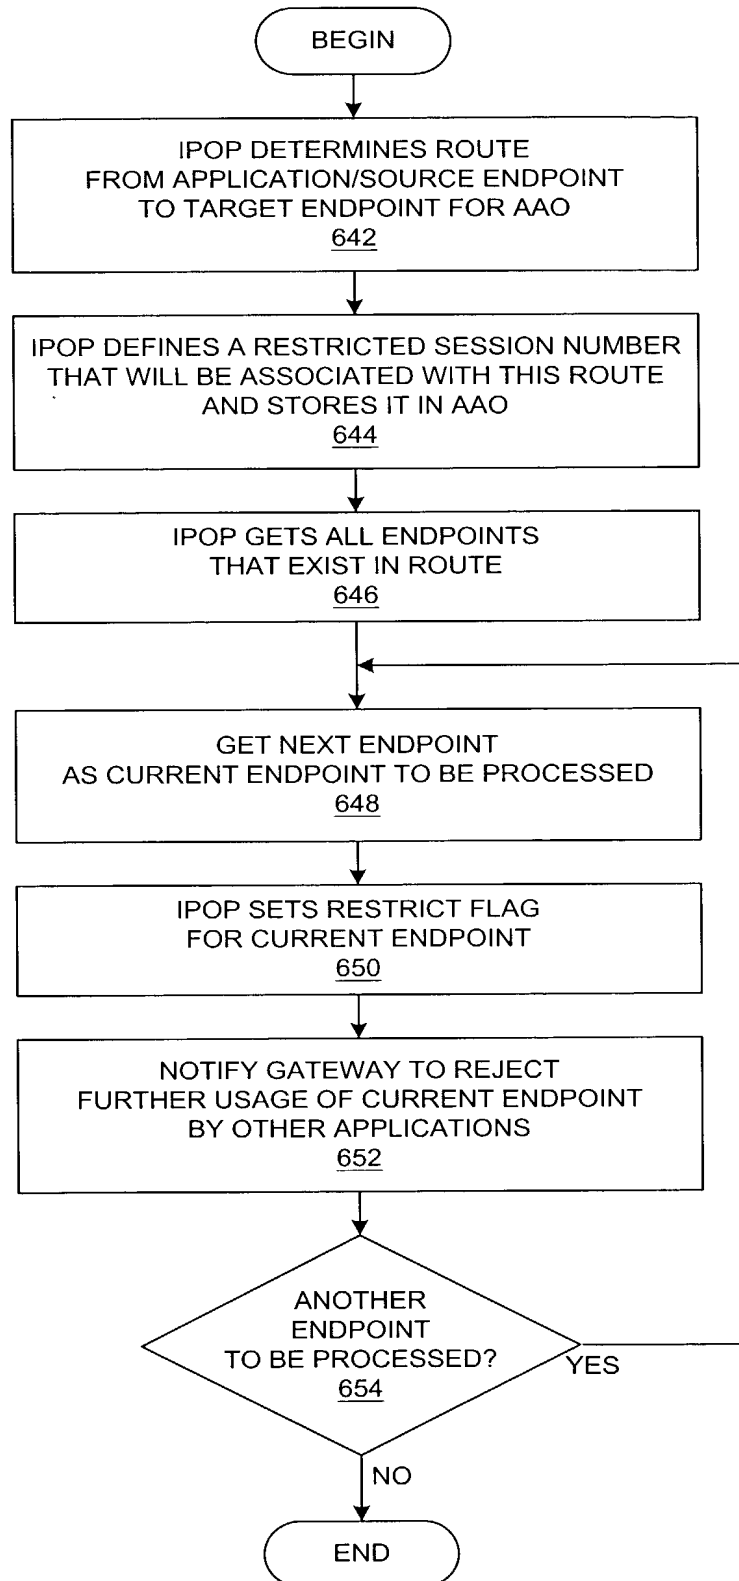 BEGIN
IPOP DETERMINES ROUTE
FROM APPLICATION/SOURCE ENDPOINT
TO TARGET ENDPOINT FOR AAO
642
IPOP DEFINES A RESTRICTED SESSION NUMBER
THAT WILL BE ASSOCIATED WITH THIS ROUTE
AND STORES IT IN AAO
644
IPOP GETS ALL ENDPOINTS
THAT EXIST IN ROUTE
646
GET NEXT ENDPOINT
AS CURRENT ENDPOINT TO BE PROCESSED
648
IPOP SETS RESTRICT FLAG
FOR CURRENT ENDPOINT
650
NOTIFY GATEWAY TO REJECT
FURTHER USAGE OF CURRENT ENDPOINT
BY OTHER APPLICATIONS
652
ANOTHER
ENDPOINT
TO BE PROCESSED?
654
YES
NO
END